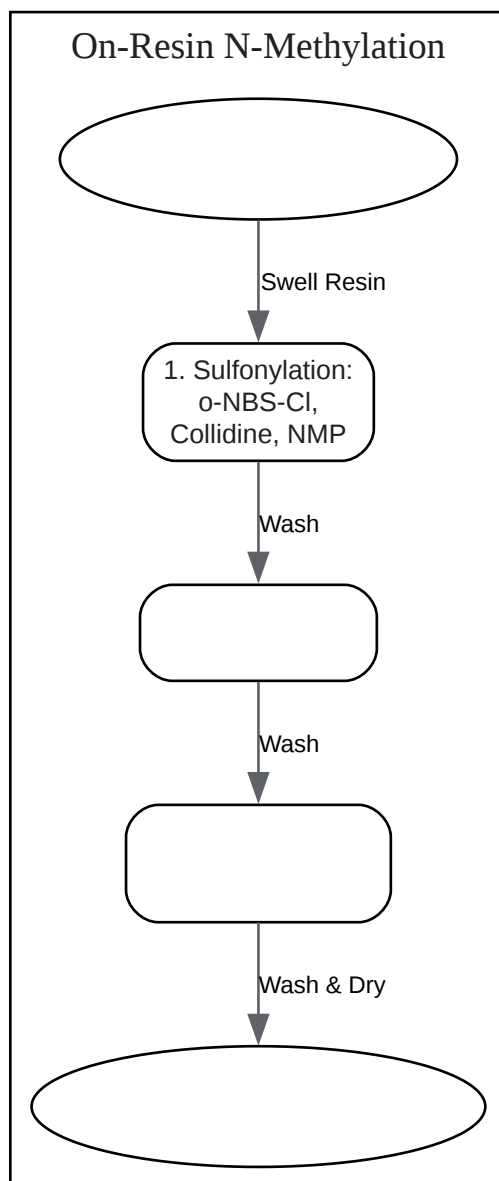 On-Resin N-Methylation
Swell Resin
1. Sulfonylation:
o-NBS-Cl,
Collidine, NMP
Wash
Wash
Wash & Dry